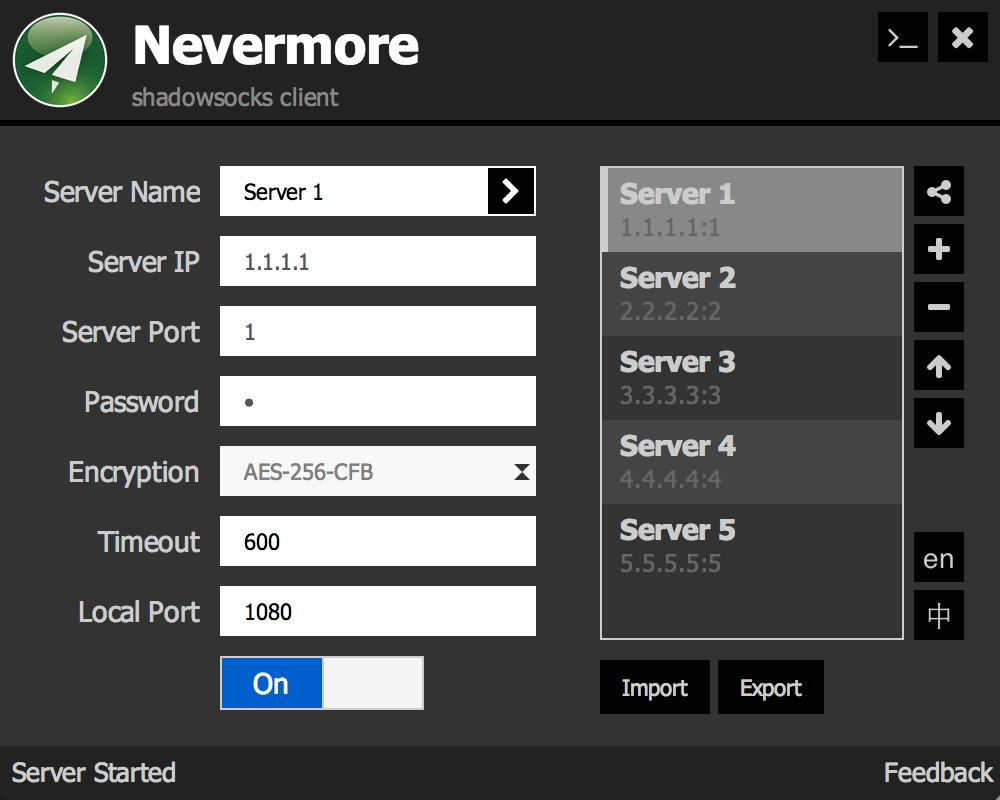 Nevermore
shadowsocks client
>_
Server Name
Server 1
Server IP
1.1.1.1
Server Port
1
Password
•
Encryption
AES-256-CFB
Timeout
600
Local Port
1080
On
Server 1
1.1.1.1:1
Server 2
2.2.2.2:2
Server 3
3.3.3.3:3
Server 4
4.4.4.4:4
Server 5
5.5.5.5:5
en
中
Import
Export
Server Started
Feedback